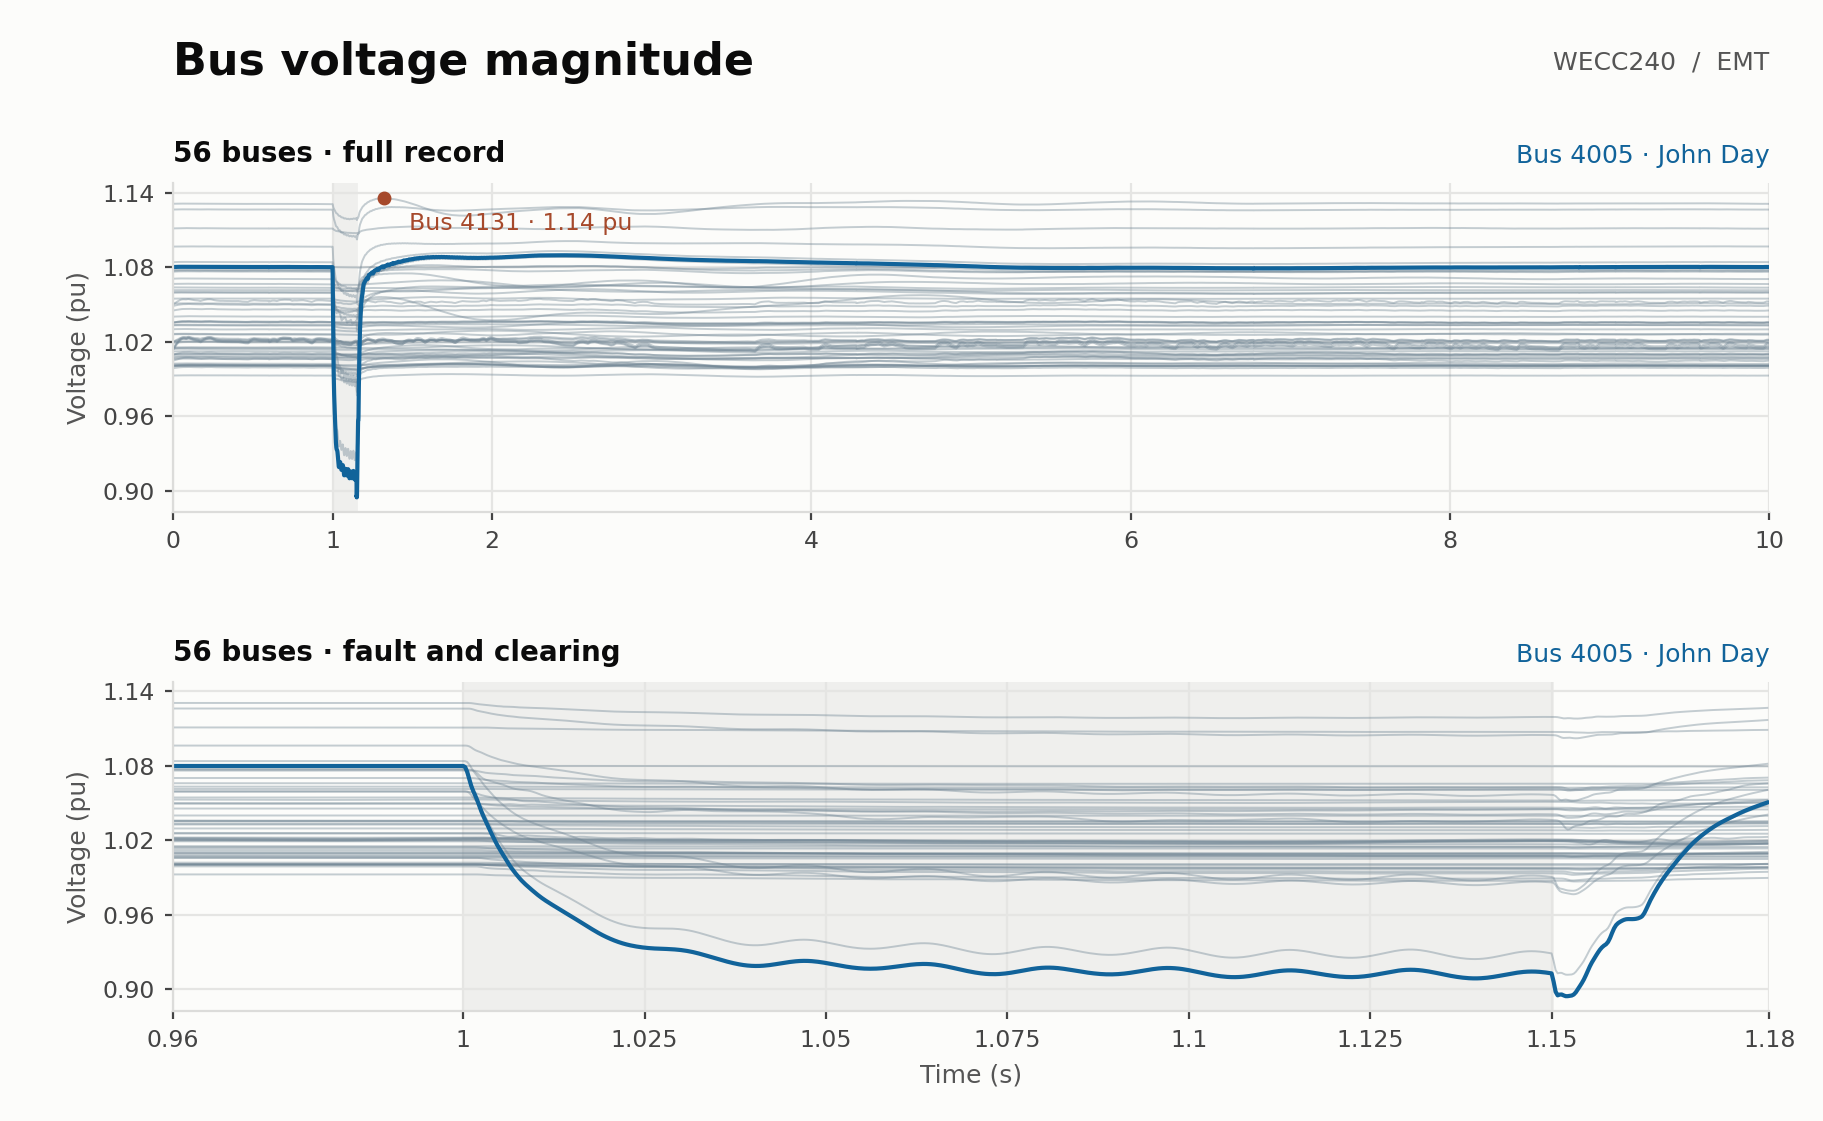 Bus voltage magnitude
WECC240 / EMT
56 buses · full record
Bus 4005 · John Day
1.14
1.08
1.02
0.96
0.90
Voltage (pu)
Bus 4131 · 1.14 pu
0 1 2 4 6 8 10
56 buses · fault and clearing
Bus 4005 · John Day
1.14
1.08
1.02
0.96
0.90
Voltage (pu)
0.96 1 1.025 1.05 1.075 1.1 1.125 1.15 1.18
Time (s)